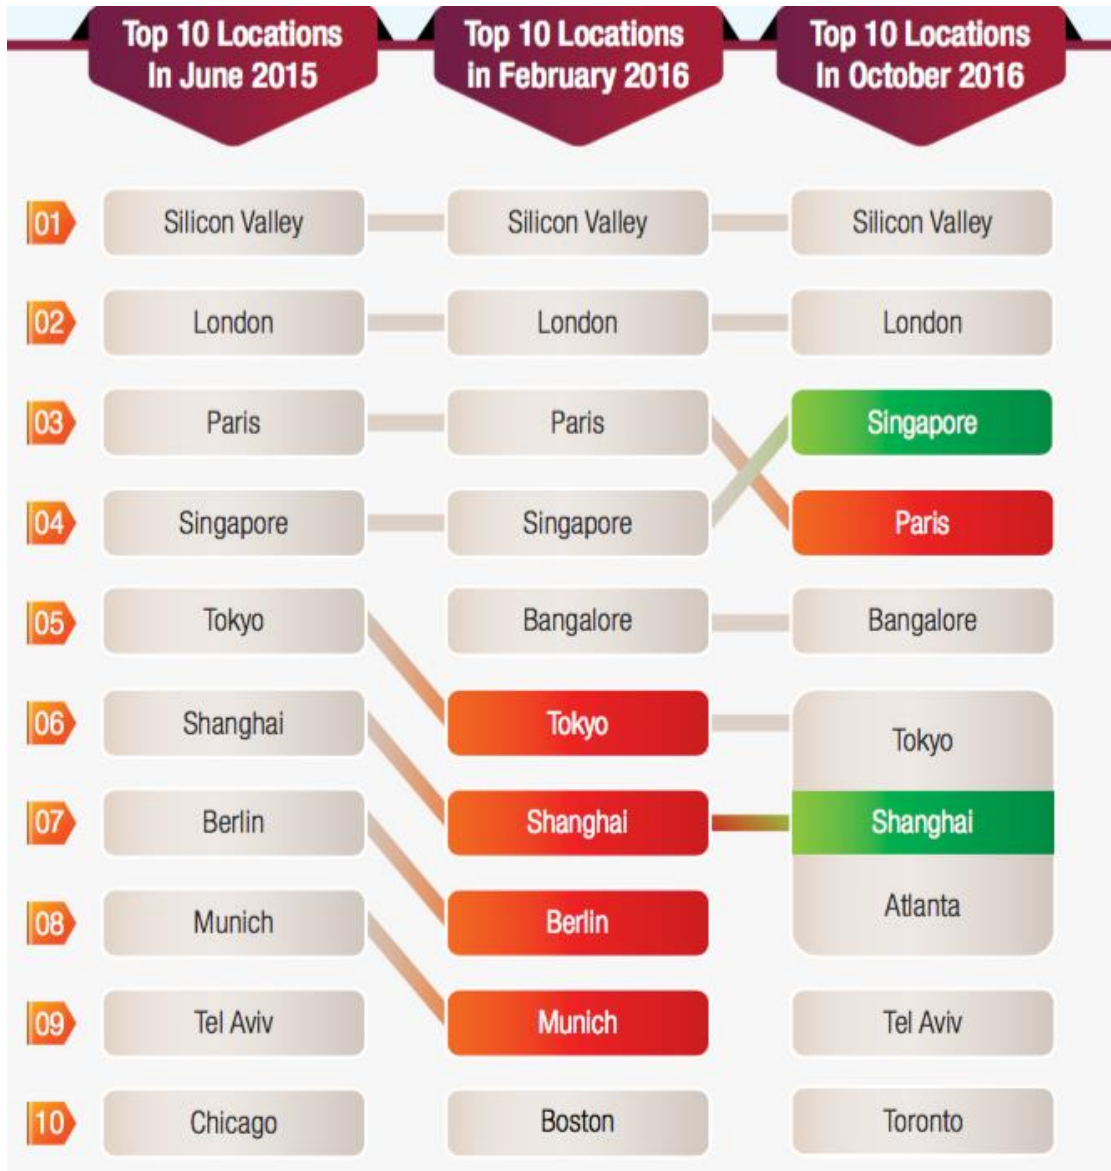 Top 10 Locations
In June 2015
Top 10 Locations
in February 2016
Top 10 Locations
In October 2016
01
Silicon Valley
Silicon Valley
Silicon Valley
02
London
London
London
03
Paris
Paris
Singapore
04
Singapore
Singapore
Paris
05
Tokyo
Bangalore
Bangalore
06
Shanghai
Tokyo
Tokyo
07
Berlin
Shanghai
Shanghai
08
Munich
Berlin
Atlanta
09
Tel Aviv
Munich
Tel Aviv
10
Chicago
Boston
Toronto